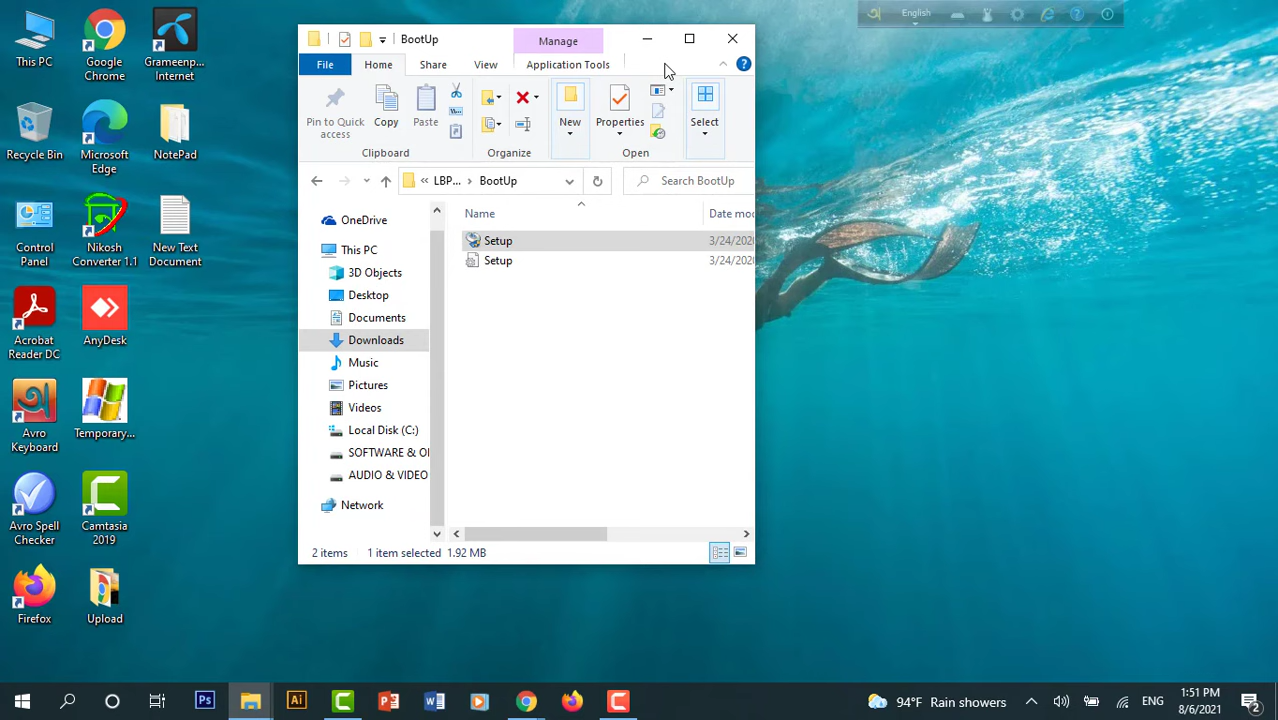 This PC
Google Chrome
Grameenp... Internet
Recycle Bin
Microsoft Edge
NotePad
Control Panel
Nikosh Converter 1.1
New Text Document
Acrobat Reader DC
AnyDesk
Avro Keyboard
Temporary...
Avro Spell Checker
Camtasia 2019
Firefox
Upload
English
BootUp
Manage
File
Home
Share
View
Application Tools
Pin to Quick access
Copy
Paste
New
Properties
Select
Clipboard
Organize
Open
« LBP... › BootUp
Search BootUp
Name
Date mo
Setup
3/24/202
Setup
3/24/202
OneDrive
This PC
3D Objects
Desktop
Documents
Downloads
Music
Pictures
Videos
Local Disk (C:)
SOFTWARE & O
AUDIO & VIDEO
Network
2 items
1 item selected 1.92 MB
Ps
Ai
94°F Rain showers
ENG
1:51 PM
8/6/2021
2